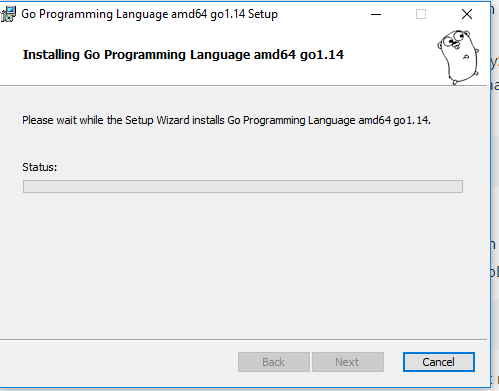 Go Programming Language amd64 go1.14 Setup
Installing Go Programming Language amd64 go1.14
Please wait while the Setup Wizard installs Go Programming Language amd64 go1.14.
Status:
Back Next Cancel